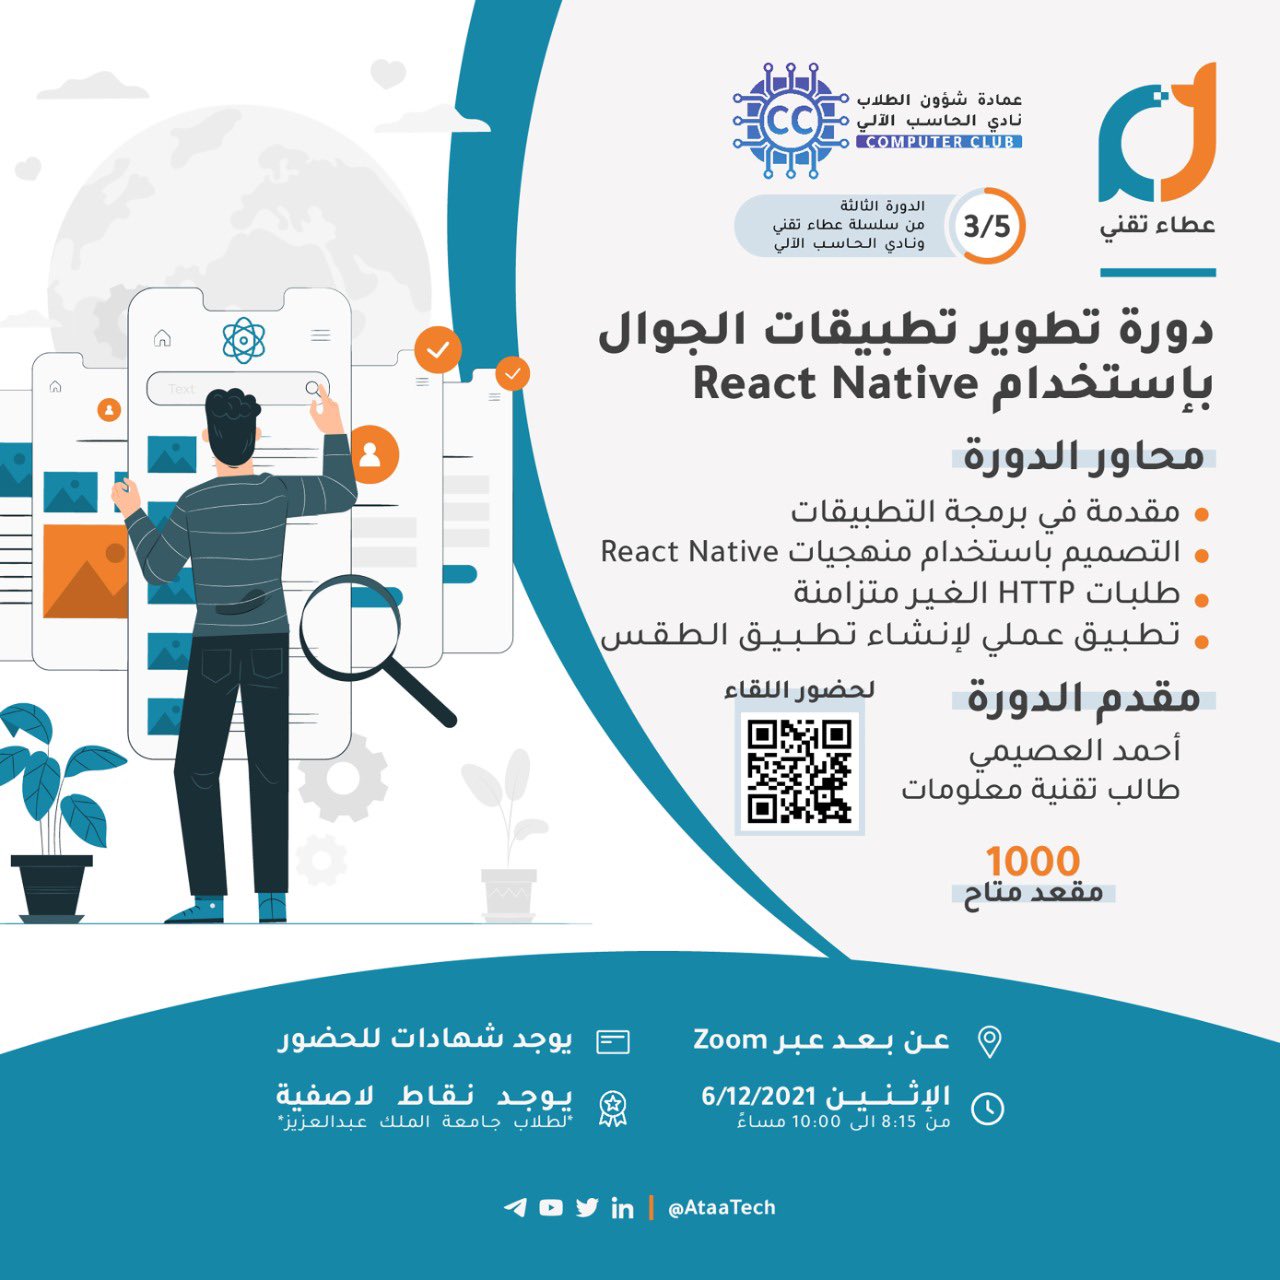 عطاء تقني
عمادة شؤون الطلاب
نادي الحاسب الآلي
COMPUTER CLUB
CC
3/5
الدورة الثالثة
من سلسلة عطاء تقني
ونادي الحاسب الآلي
دورة تطوير تطبيقات الجوال
بإستخدام React Native
محاور الدورة
مقدمة في برمجة التطبيقات
التصميم باستخدام منهجيات React Native
طلبات HTTP الغير متزامنة
تطبيق عملي لإنشاء تطبيق الطقس
مقدم الدورة
أحمد العصيمي
طالب تقنية معلومات
لحضور اللقاء
1000
مقعد متاح
Text
عن بعد عبر Zoom
الإثنين 6/12/2021
من 8:15 الى 10:00 مساءً
يوجد شهادات للحضور
يوجد نقاط لاصفية
*لطلاب جامعة الملك عبدالعزيز*
@AtaaTech